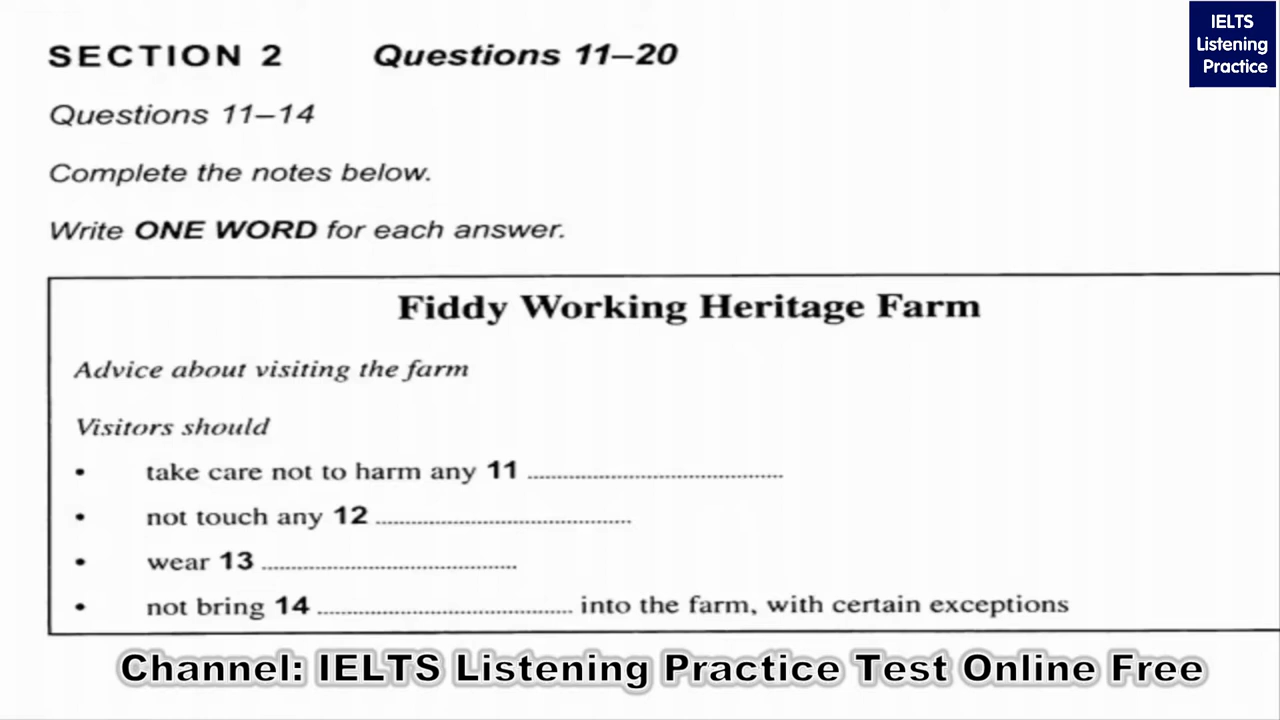 IELTS
Listening
Practice
SECTION 2 Questions 11–20
Questions 11–14
Complete the notes below.
Write ONE WORD for each answer.
Fiddy Working Heritage Farm
Advice about visiting the farm
Visitors should
• take care not to harm any 11 ................................
• not touch any 12 ................................
• wear 13 ................................
• not bring 14 ................................ into the farm, with certain exceptions
Channel: IELTS Listening Practice Test Online Free